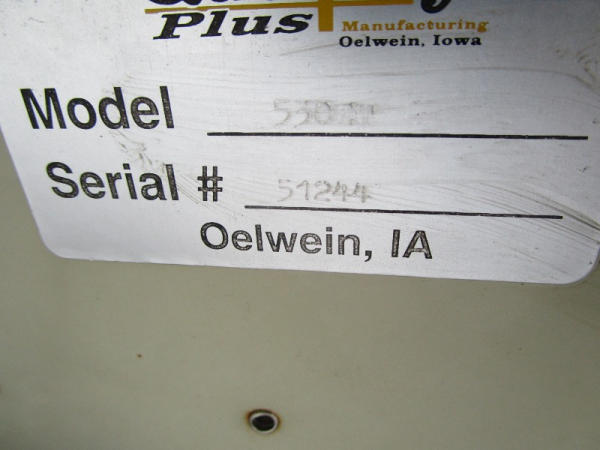 Plus Manufacturing
Oelwein, Iowa
Model
Serial # 51244
Oelwein, IA